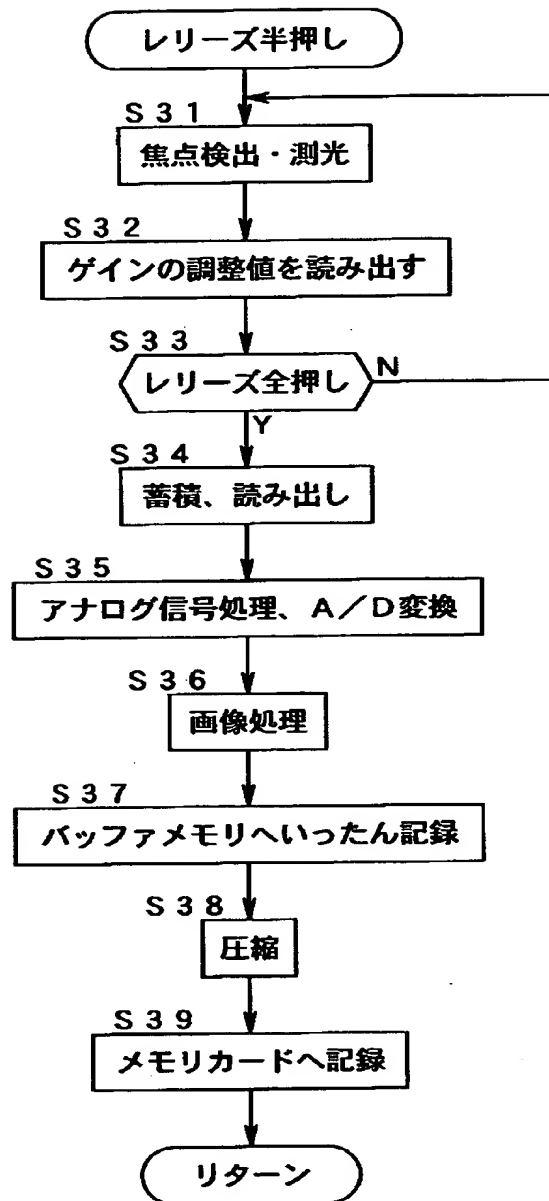 レリーズ半押し
S31
焦点検出・測光
S32
ゲインの調整値を読み出す
S33
レリーズ全押し
N
Y
S34
蓄積、読み出し
S35
アナログ信号処理、A／D変換
S36
画像処理
S37
バッファメモリへいったん記録
S38
圧縮
S39
メモリカードへ記録
リターン